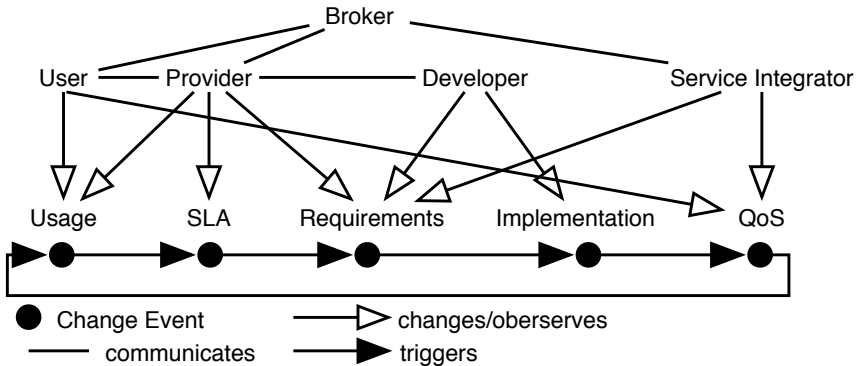 Broker
User Provider Developer Service Integrator
Usage SLA Requirements Implementation QoS
Change Event changes/oberserves
communicates triggers